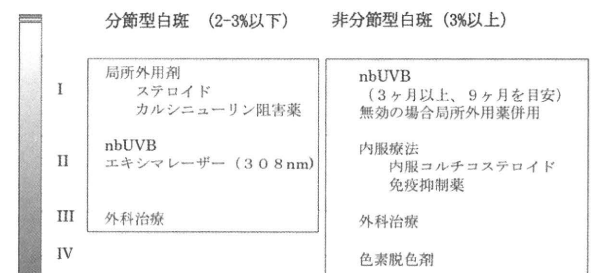 分節型白斑 (2-3%以下)
非分節型白斑 (3%以上)
I
局所外用剤
ステロイド
カルシニューリン阻害薬
nbUVB
(3ヶ月以上、9ヶ月を目安)
無効の場合局所外用薬併用
II
nbUVB
エキシマレーザー(308nm)
内服療法
内服コルチコステロイド
免疫抑制薬
III
外科治療
外科治療
IV
色素脱色剤